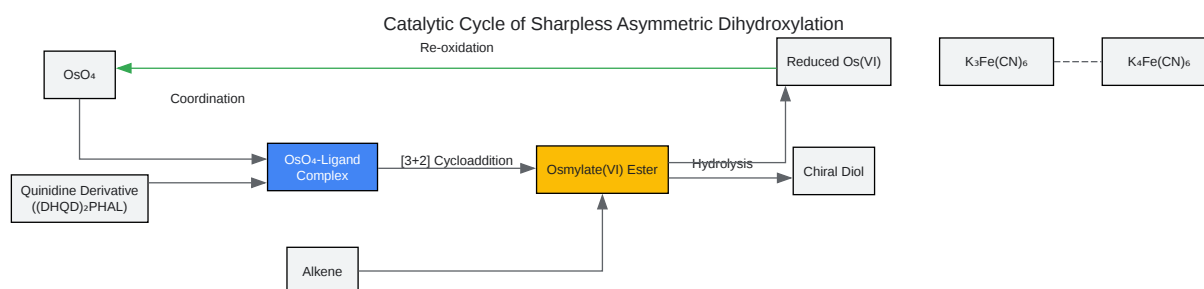 Catalytic Cycle of Sharpless Asymmetric Dihydroxylation
Re-oxidation
OsO₄
Reduced Os(VI)
K₃Fe(CN)₆
K₄Fe(CN)₆
Coordination
OsO₄-Ligand
Complex
[3+2] Cycloaddition
Osmylate(VI) Ester
Hydrolysis
Chiral Diol
Quinidine Derivative
((DHQD)₂PHAL)
Alkene